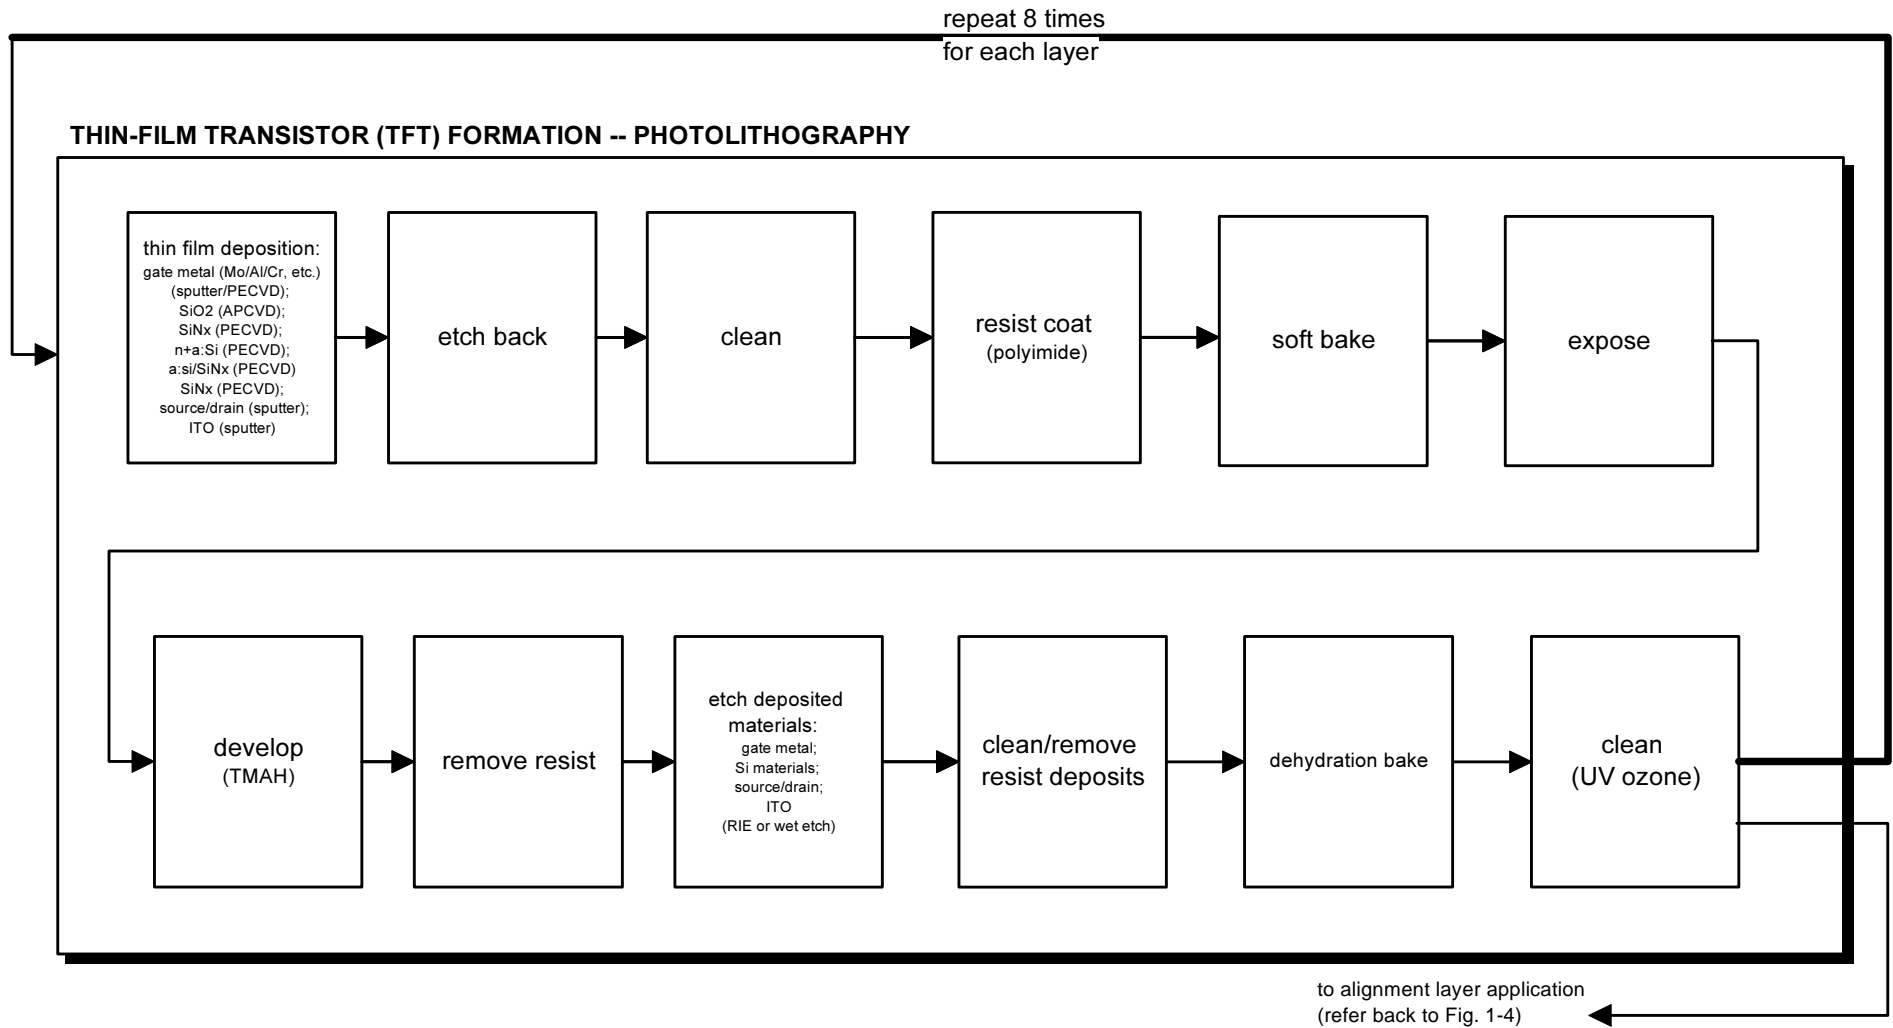 repeat 8 times
for each layer
THIN-FILM TRANSISTOR (TFT) FORMATION -- PHOTOLITHOGRAPHY
thin film deposition:
gate metal (Mo/Al/Cr, etc.)
(sputter/PECVD);
SiO2 (APCVD);
SiNx (PECVD);
n+a:Si (PECVD);
a:si/SiNx (PECVD)
SiNx (PECVD);
source/drain (sputter);
ITO (sputter)
etch back
clean
resist coat
(polyimide)
soft bake
expose
develop
(TMAH)
remove resist
etch deposited
materials:
gate metal;
Si materials;
source/drain;
ITO
(RIE or wet etch)
clean/remove
resist deposits
dehydration bake
clean
(UV ozone)
to alignment layer application
(refer back to Fig. 1-4)